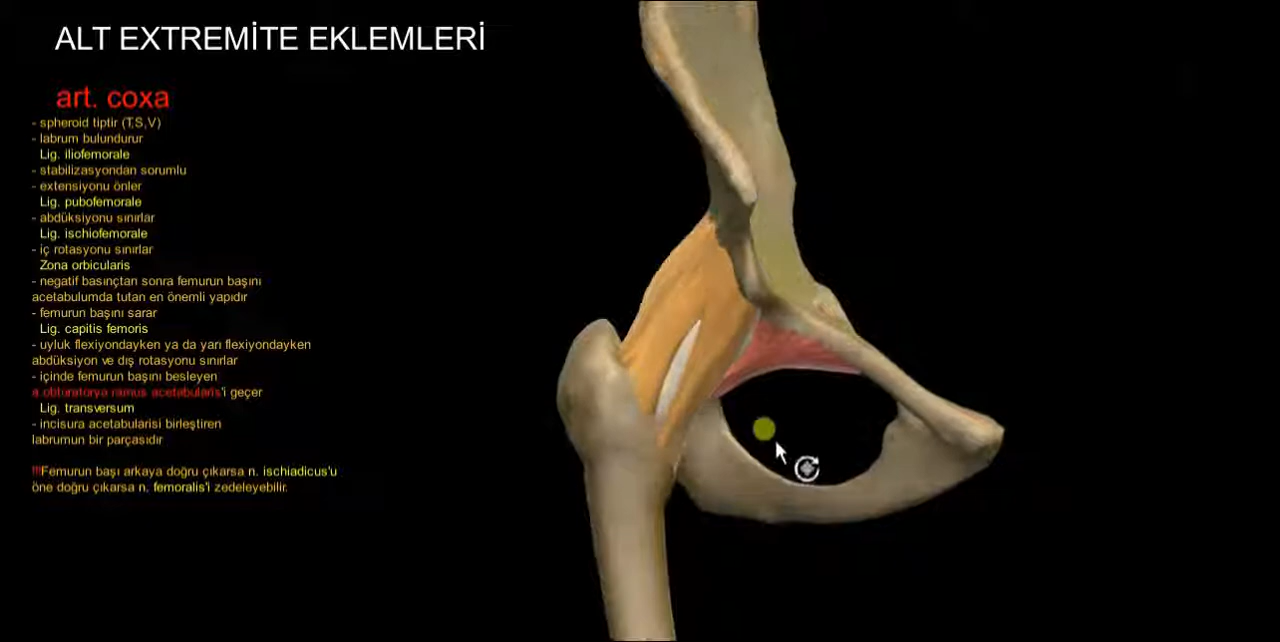 ALT EXTREMİTE EKLEMLERİ
art. coxa
- spheroid tiptir (T,S,V)
- labrum bulundurur
Lig. iliofemorale
- stabilizasyondan sorumlu
- extensiyonu önler
Lig. pubofemorale
- abdüksiyonu sınırlar
Lig. ischiofemorale
- iç rotasyonu sınırlar
Zona orbicularis
- negatif basınçtan sonra femurun başını
acetabulumda tutan en önemli yapıdır
- femurun başını sarar
Lig. capitis femoris
- uyluk flexiyondayken ya da yarı flexiyondayken
abdüksiyon ve dış rotasyonu sınırlar
- içinde femurun başını besleyen
a obturatorya ramus acetabularis'i geçer
Lig. transversum
- incisura acetabularisi birleştiren
labrumun bir parçasıdır
!!!Femurun başı arkaya doğru çıkarsa n. ischiadicus'u
öne doğru çıkarsa n. femoralis'i zedeleyebilir.